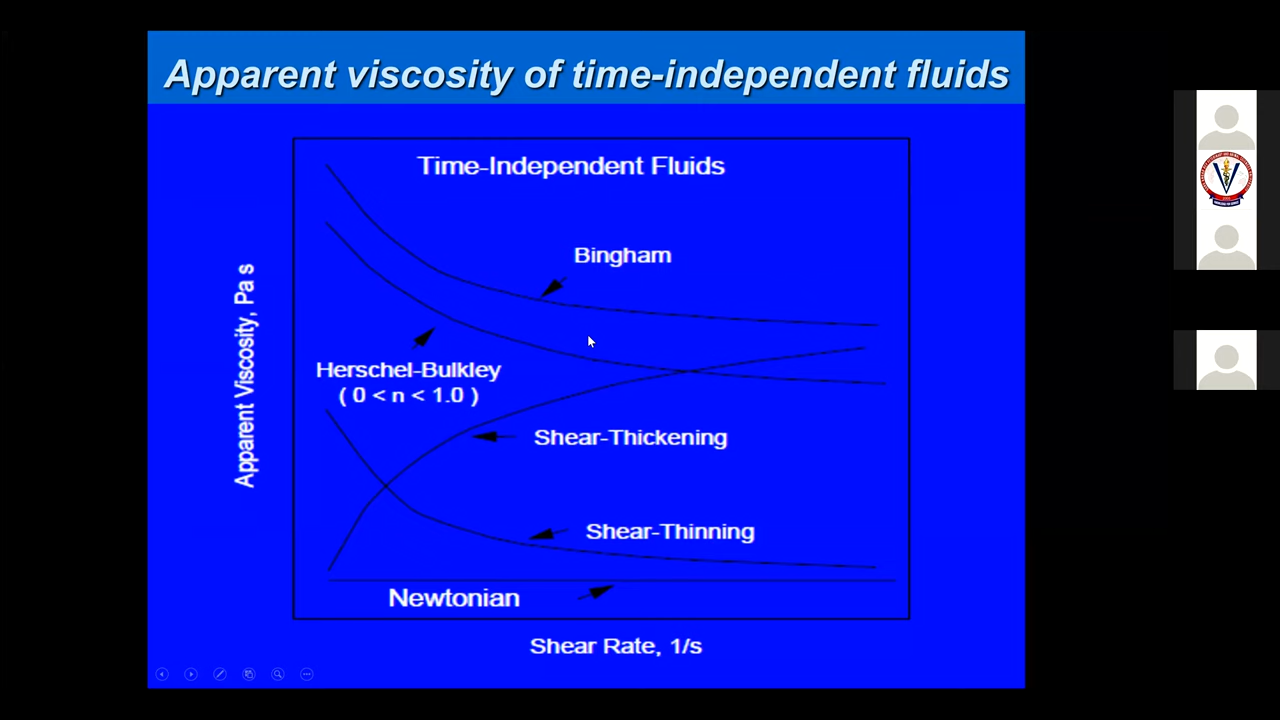 Apparent viscosity of time-independent fluids
Time-Independent Fluids
Bingham
Herschel-Bulkley
( 0 < n < 1.0 )
Shear-Thickening
Shear-Thinning
Newtonian
Apparent Viscosity, Pa s
Shear Rate, 1/s